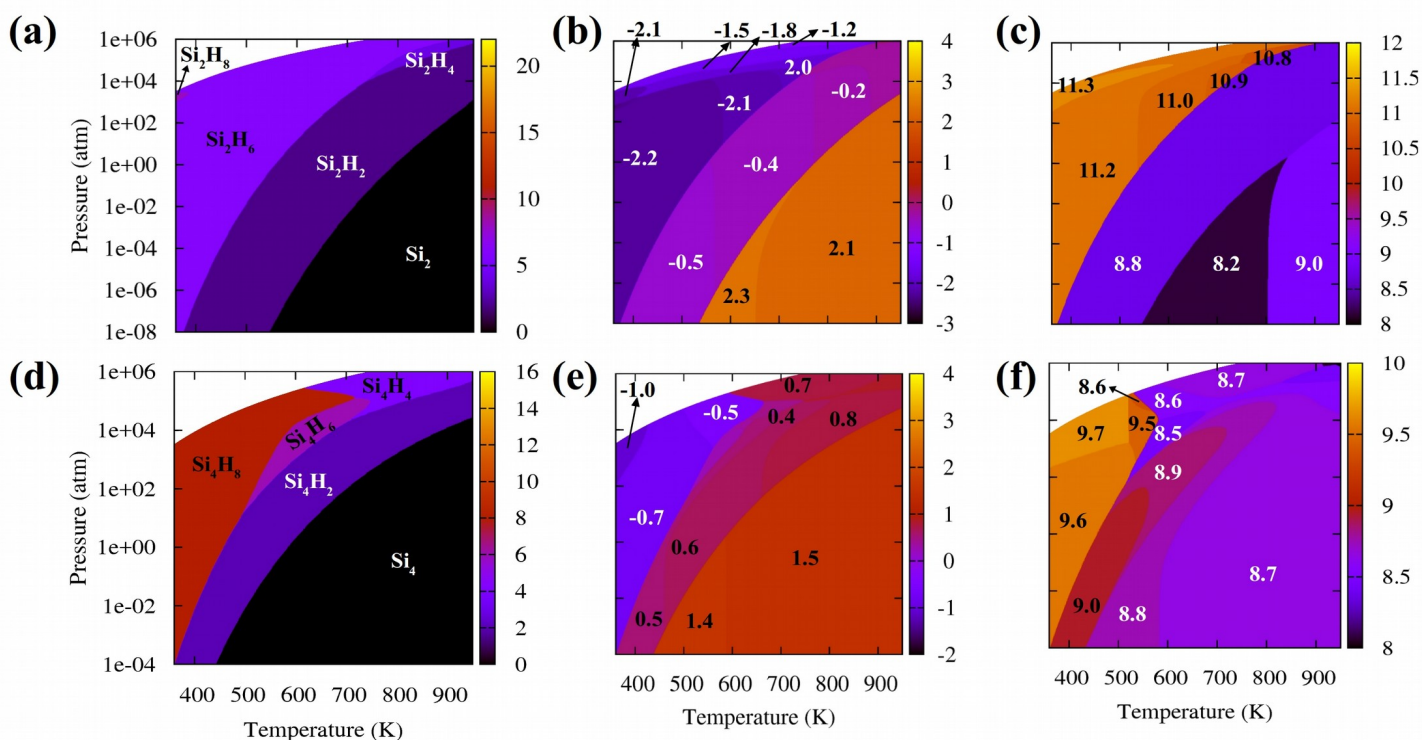 (a)
Pressure (atm)
1e+06
1e+04
1e+02
1e+00
1e-02
1e-04
1e-06
1e-08
Si₂H₈
Si₂H₄
Si₂H₆
Si₂H₂
Si₂
20
15
10
5
0
(b)
-2.1
-1.5
-1.8
-1.2
2.0
-0.2
-2.1
-2.2
-0.4
-0.5
2.1
2.3
4
3
2
1
0
-1
-2
-3
(c)
10.8
11.3
10.9
11.0
11.2
8.8
8.2
9.0
12
11.5
11
10.5
10
9.5
9
8.5
8
(d)
Pressure (atm)
1e+06
1e+04
1e+02
1e+00
1e-02
1e-04
Si₄H₄
Si₄H₆
Si₄H₈
Si₄H₂
Si₄
400 500 600 700 800 900
Temperature (K)
16
14
12
10
8
6
4
2
0
(e)
-1.0
0.7
-0.5
0.4
0.8
-0.7
0.6
1.5
0.5
1.4
400 500 600 700 800 900
Temperature (K)
4
3
2
1
0
-1
-2
(f)
8.6
8.7
8.6
9.7
9.5
8.5
8.9
9.6
8.7
9.0
8.8
400 500 600 700 800 900
Temperature (K)
10
9.5
9
8.5
8